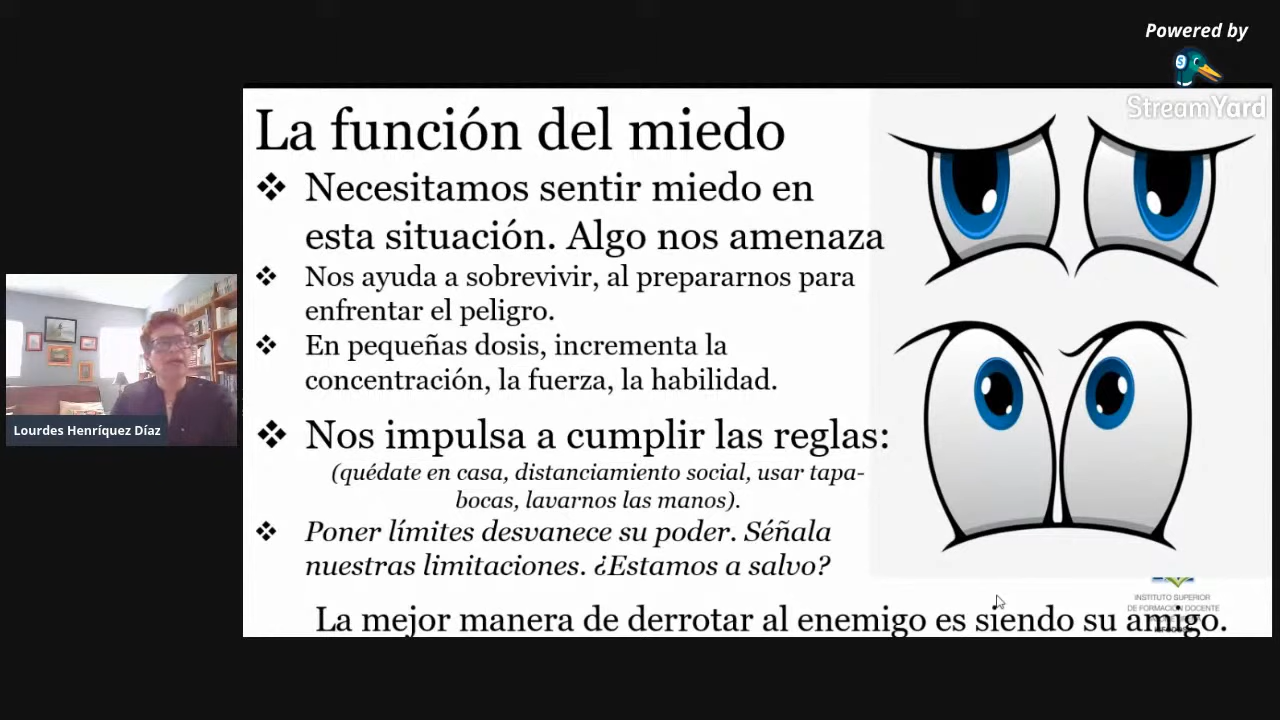 Powered by
StreamYard
La función del miedo
❖ Necesitamos sentir miedo en
esta situación. Algo nos amenaza
❖ Nos ayuda a sobrevivir, al prepararnos para
enfrentar el peligro.
❖ En pequeñas dosis, incrementa la
concentración, la fuerza, la habilidad.
❖ Nos impulsa a cumplir las reglas:
(quédate en casa, distanciamiento social, usar tapa-
bocas, lavarnos las manos).
❖ Poner límites desvanece su poder. Séñala
nuestras limitaciones. ¿Estamos a salvo?
INSTITUTO SUPERIOR
DE FORMACIÓN DOCENTE
La mejor manera de derrotar al enemigo es siendo su amigo.
Lourdes Henríquez Díaz